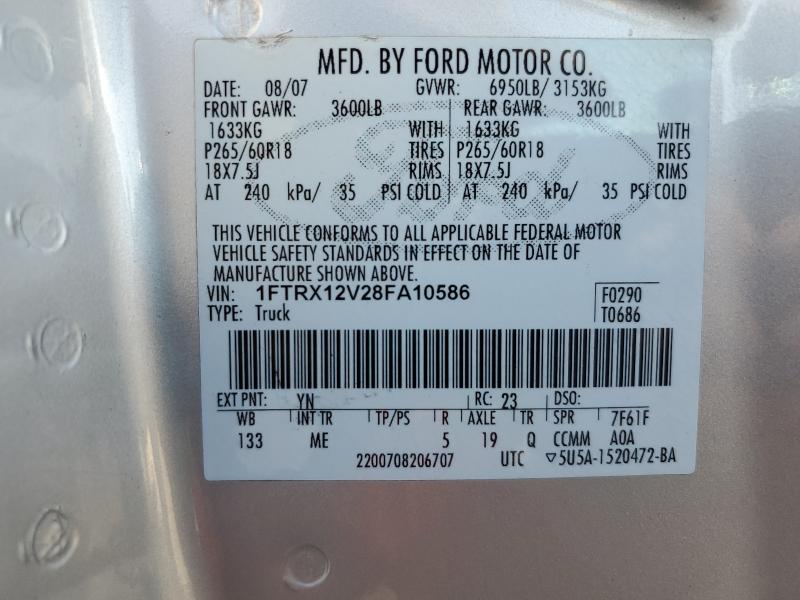 MFD. BY FORD MOTOR CO.
DATE: 08/07 GVWR: 6950LB/ 3153KG
FRONT GAWR: 3600LB REAR GAWR: 3600LB
1633KG WITH 1633KG WITH
P265/60R18 TIRES P265/60R18 TIRES
18X7.5J RIMS 18X7.5J RIMS
AT 240 kPa/ 35 PSI COLD AT 240 kPa/ 35 PSI COLD
Ford
THIS VEHICLE CONFORMS TO ALL APPLICABLE FEDERAL MOTOR
VEHICLE SAFETY STANDARDS IN EFFECT ON THE DATE OF
MANUFACTURE SHOWN ABOVE.
VIN: 1FTRX12V28FA10586 F0290
TYPE: Truck T0686
EXT PNT: YN RC: 23 DSO:
WB INT TR TP/PS R AXLE TR SPR 7F61F
133 ME 5 19 Q CCMM AOA
2200708206707 UTC ▽5U5A-1520472-BA